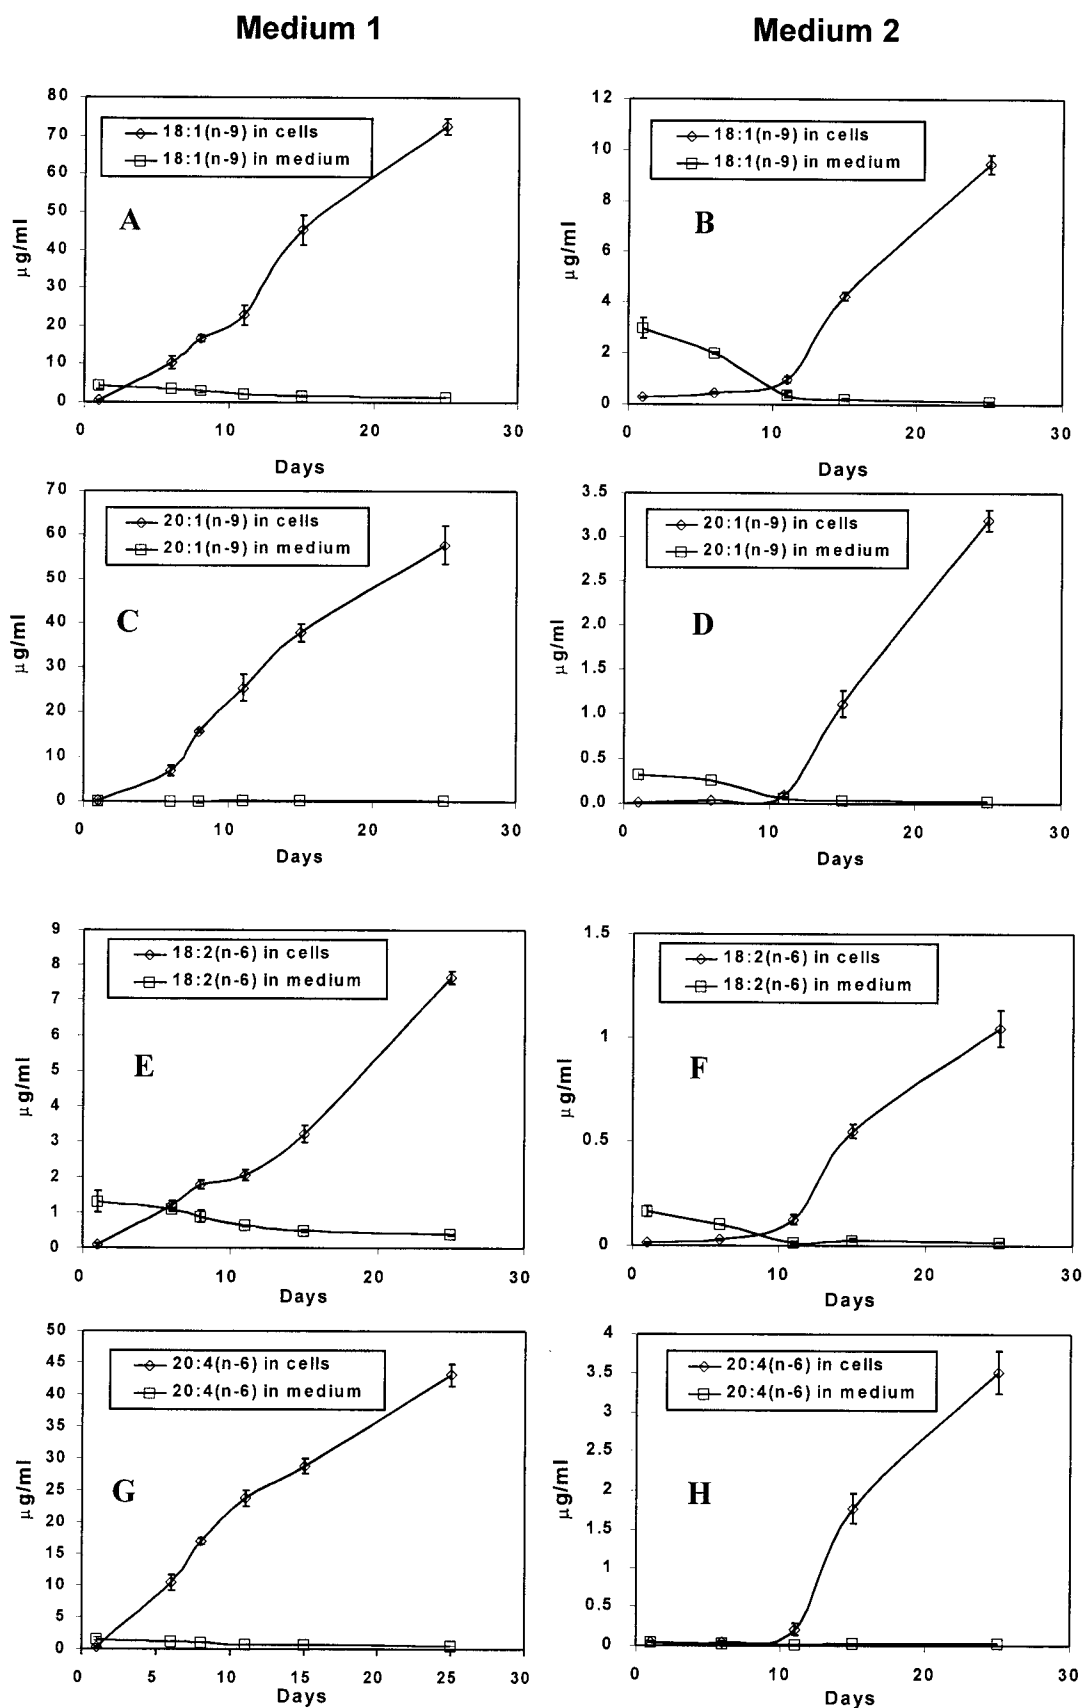 Medium 1
Medium 2
80
70
60
50
40
30
20
10
0
μg/ml
18:1(n-9) in cells
18:1(n-9) in medium
A
0
10
20
30
Days
12
10
8
6
4
2
0
μg/ml
18:1(n-9) in cells
18:1(n-9) in medium
B
0
10
20
30
Days
70
60
50
40
30
20
10
0
μg/ml
20:1(n-9) in cells
20:1(n-9) in medium
C
0
10
20
30
Days
3.5
3.0
2.5
2.0
1.0
0.5
0.0
μg/ml
20:1(n-9) in cells
20:1(n-9) in medium
D
0
10
20
30
Days
9
8
7
6
5
4
3
2
1
0
μg/ml
18:2(n-6) in cells
18:2(n-6) in medium
E
0
10
20
30
Days
1.5
1
0.5
0
μg/ml
18:2(n-6) in cells
18:2(n-6) in medium
F
0
10
20
30
Days
50
45
40
35
30
25
20
15
10
5
0
μg/ml
20:4(n-6) in cells
20:4(n-6) in medium
G
0
5
10
15
20
25
30
Days
4
3.5
3
2.5
2
1.5
1
0.5
0
μg/ml
20:4(n-6) in cells
20:4(n-6) in medium
H
0
10
20
30
Days